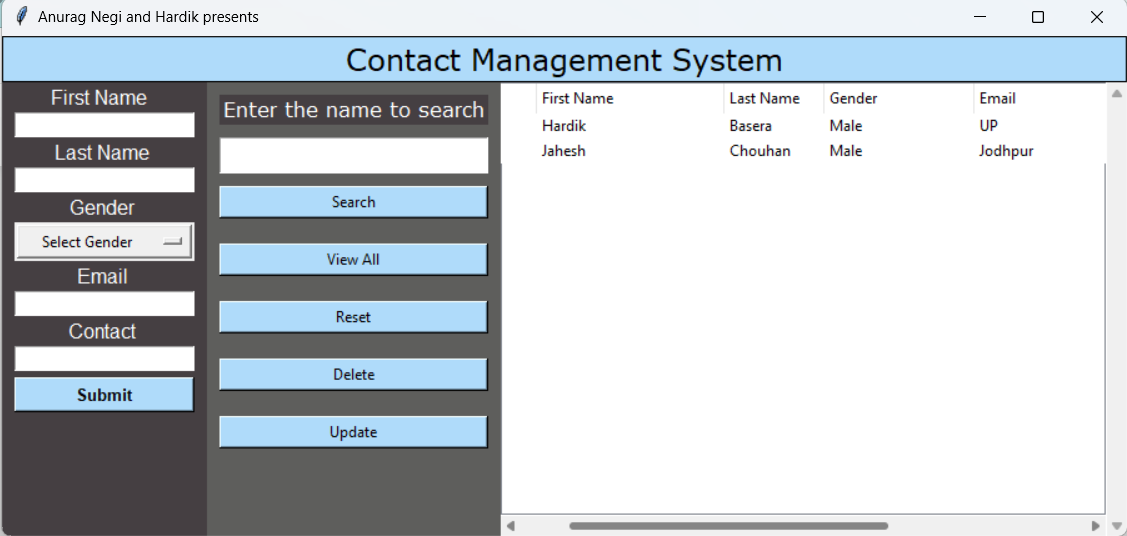 Anurag Negi and Hardik presents
Contact Management System
First Name
Last Name
Gender
Select Gender
Email
Contact
Submit
Enter the name to search
Search
View All
Reset
Delete
Update
First Name Last Name Gender Email
Hardik Basera Male UP
Jahesh Chouhan Male Jodhpur